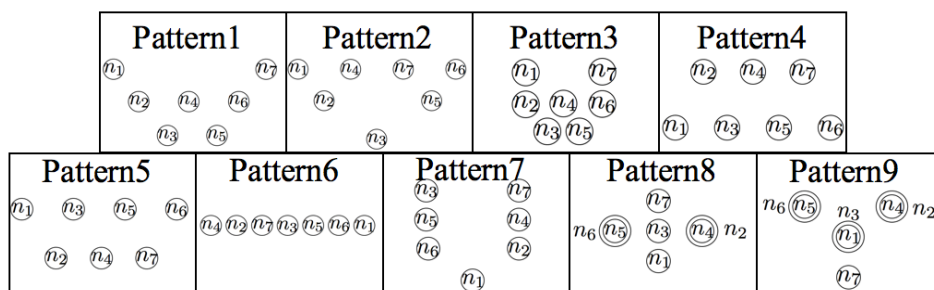 Pattern1 Pattern2 Pattern3 Pattern4
n1 n7 n1 n4 n7 n6 n1 n7 n2 n4 n7
n2 n4 n6 n2 n5 n2 n4 n6
n3 n5 n3 n3 n5 n1 n3 n5 n6
Pattern5 Pattern6 Pattern7 Pattern8 Pattern9
n1 n3 n5 n6 n4 n2 n7 n3 n5 n6 n1 n3 n7 n7 n6 n5 n3 n4 n2
n5 n4 n6 n5 n3 n4 n2 n1
n2 n4 n7 n6 n2 n1 n7
n1